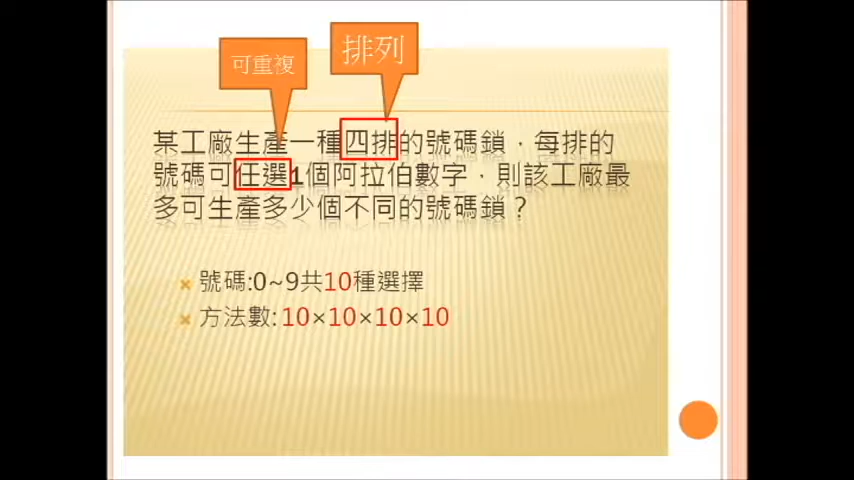 可重複
排列
某工廠生產一種四排的號碼鎖，每排的
號碼可任選1個阿拉伯數字，則該工廠最
多可生產多少個不同的號碼鎖？
號碼:0~9共10種選擇
方法數:10×10×10×10